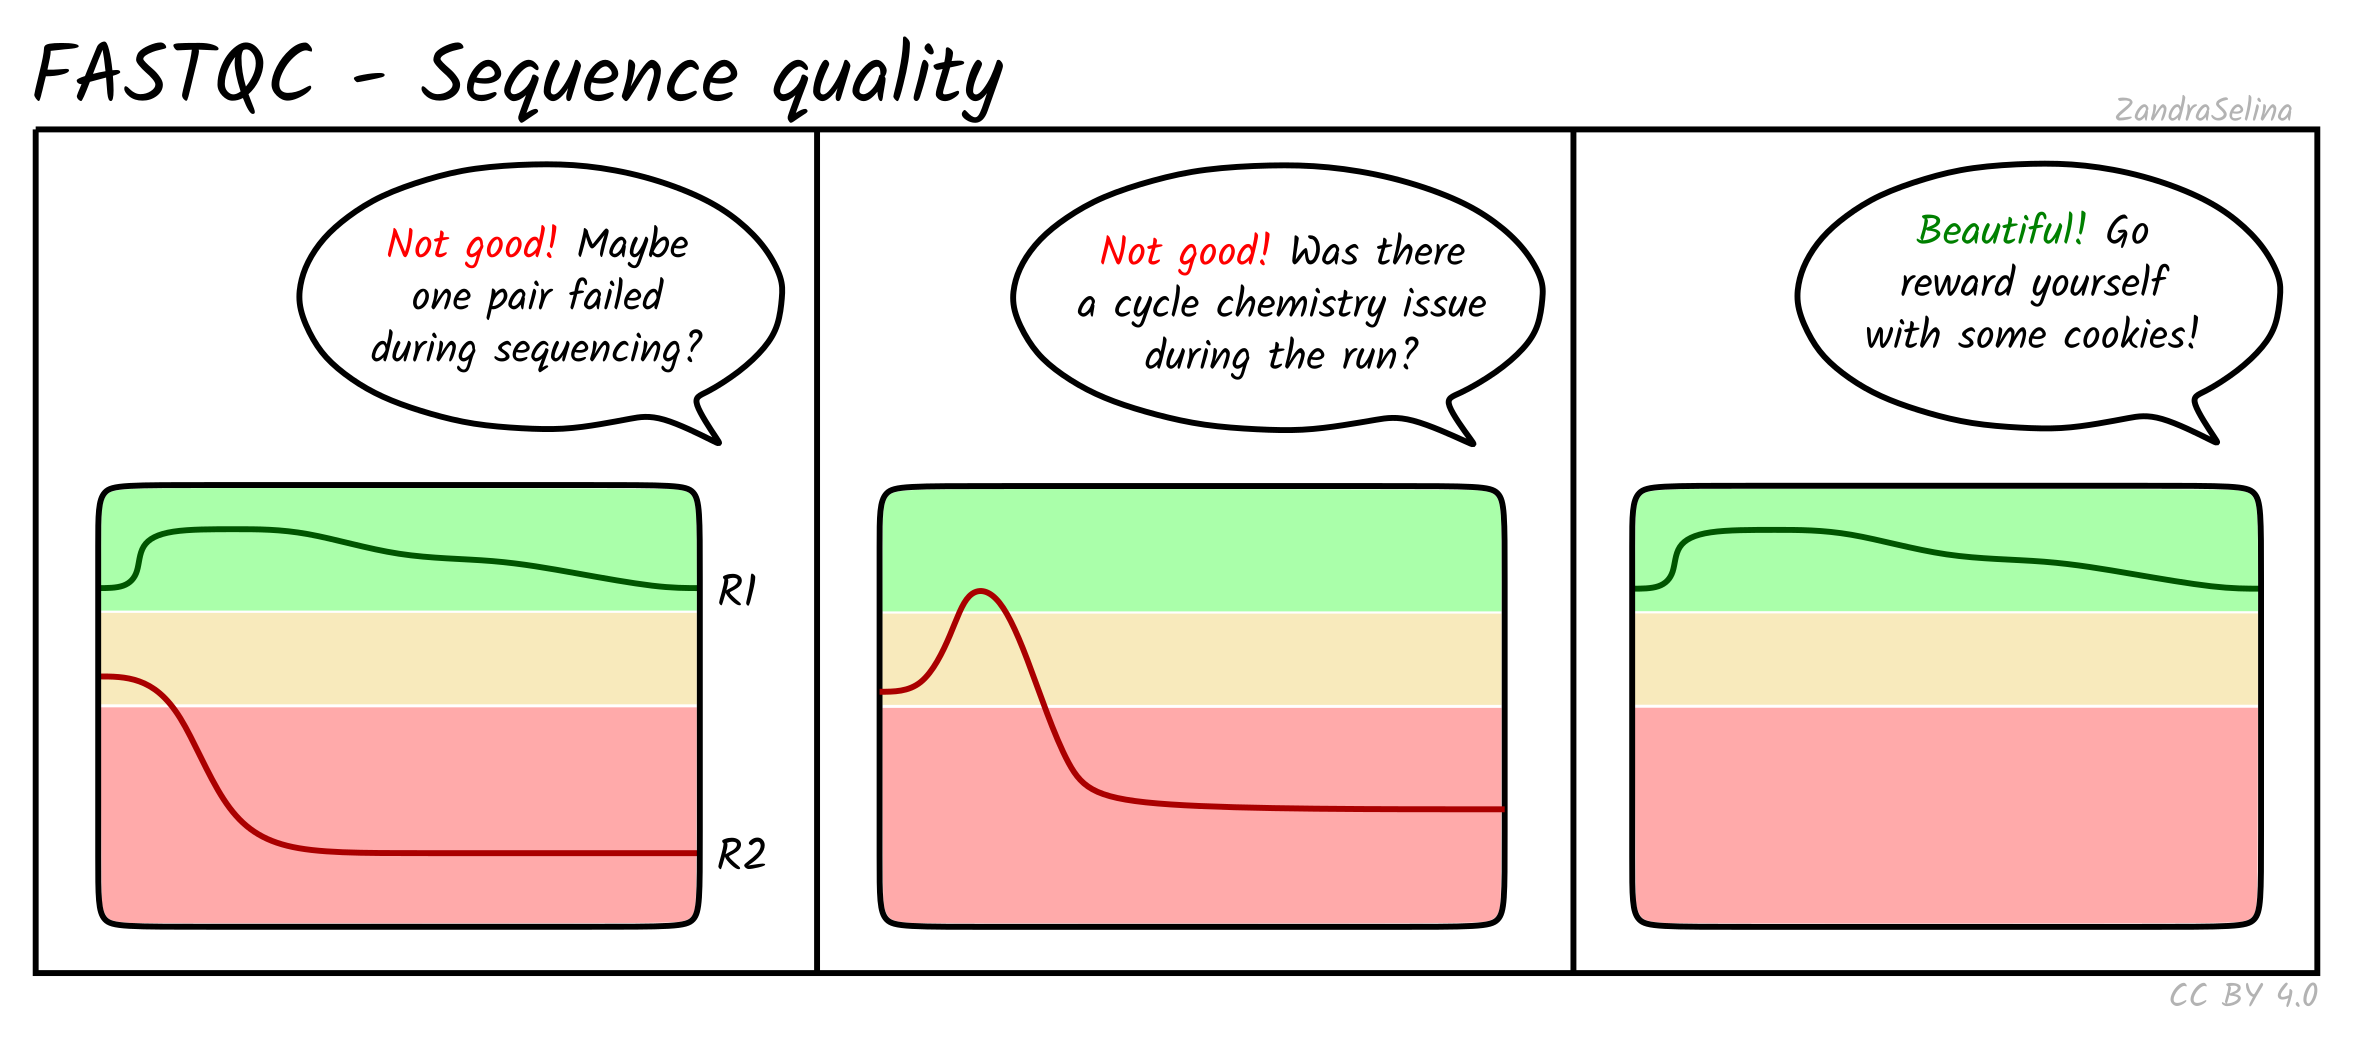 FASTQC - Sequence quality
ZandraSelina
Not good! Maybe
one pair failed
during sequencing?
Not good! Was there
a cycle chemistry issue
during the run?
Beautiful! Go
reward yourself
with some cookies!
R1
R2
CC BY 4.0